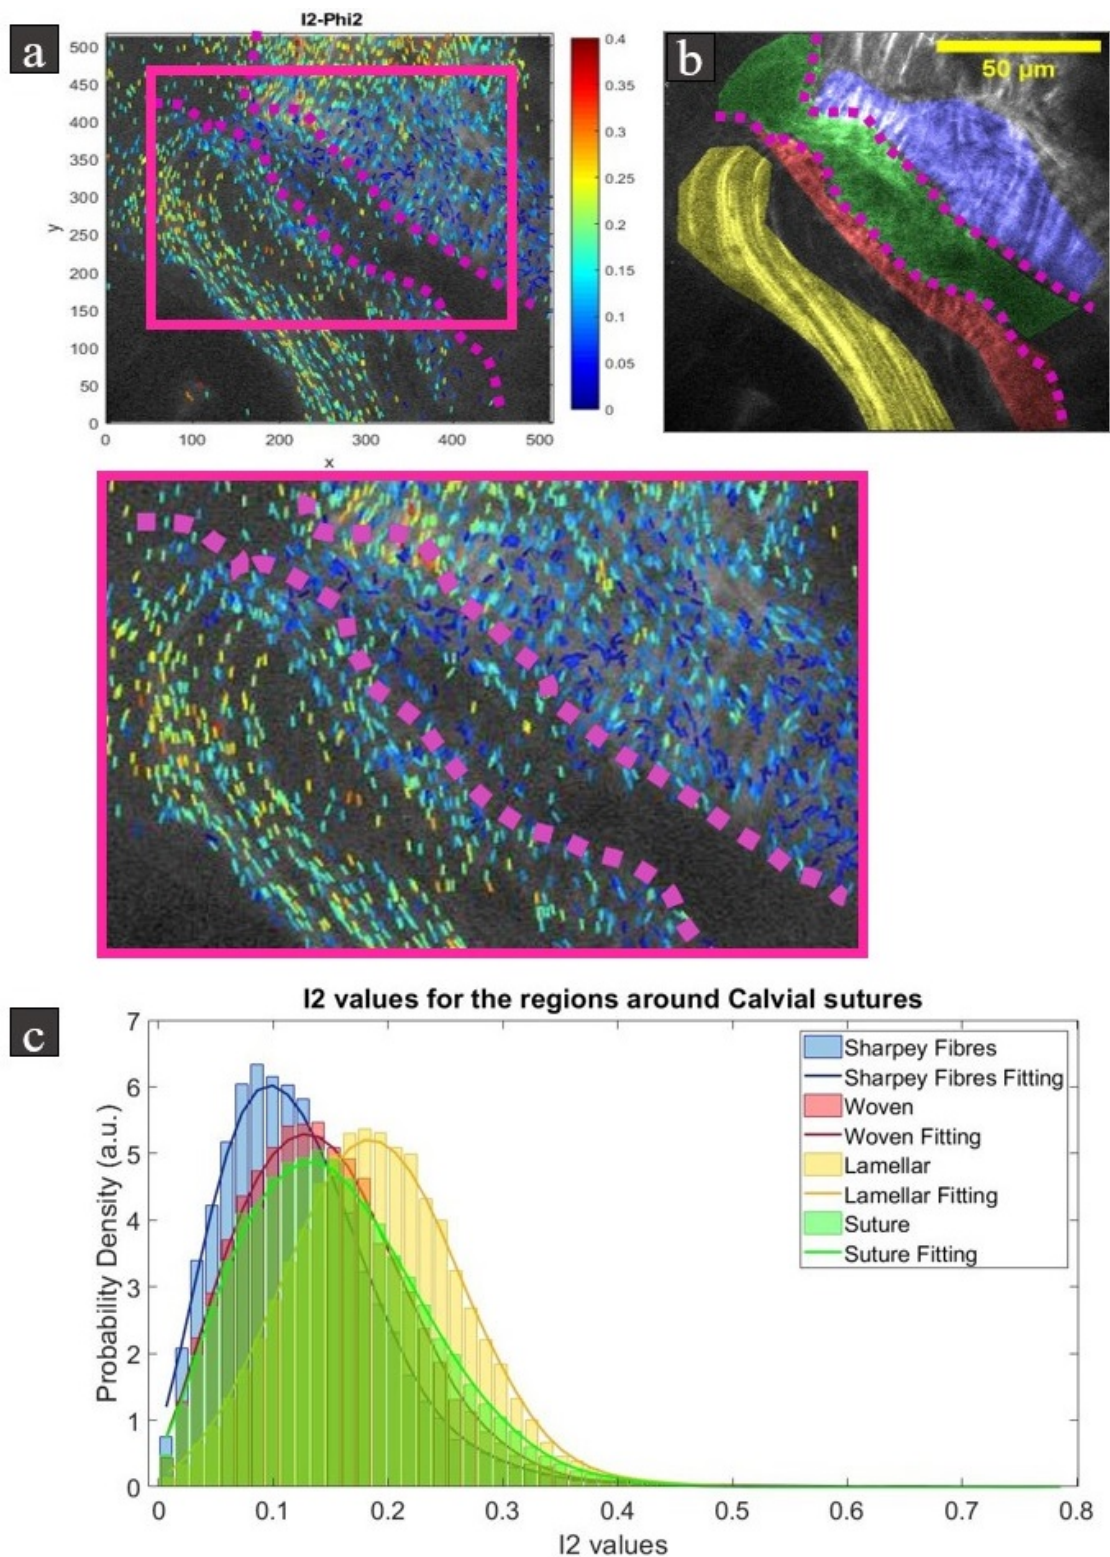 a
I2-Phi2
500
450
400
350
300
250
200
150
100
50
0
y
0 100 200 300 400 500
x
0.4
0.35
0.3
0.25
0.2
0.15
0.1
0.05
0
b
50 µm
c
I2 values for the regions around Calvial sutures
7
6
5
4
3
2
1
0
Probability Density (a.u.)
Sharpey Fibres
Sharpey Fibres Fitting
Woven
Woven Fitting
Lamellar
Lamellar Fitting
Suture
Suture Fitting
0 0.1 0.2 0.3 0.4 0.5 0.6 0.7 0.8
I2 values